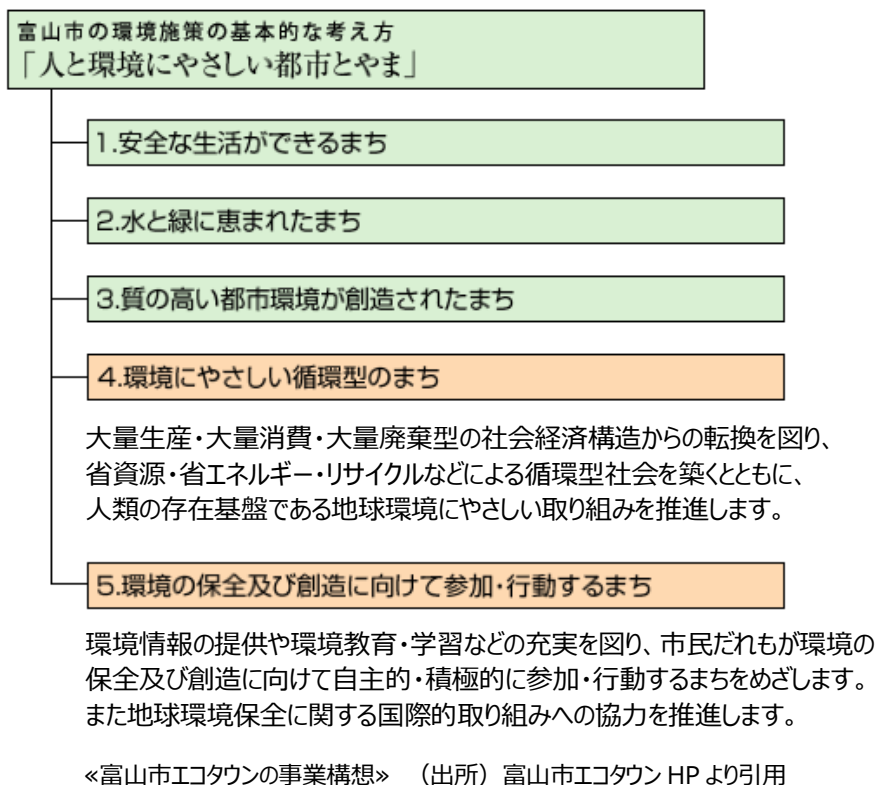 富山市の環境施策の基本的な考え方
「人と環境にやさしい都市とやま」
1.安全な生活ができるまち
2.水と緑に恵まれたまち
3.質の高い都市環境が創造されたまち
4.環境にやさしい循環型のまち
大量生産・大量消費・大量廃棄型の社会経済構造からの転換を図り、
省資源・省エネルギー・リサイクルなどによる循環型社会を築くとともに、
人類の存在基盤である地球環境にやさしい取り組みを推進します。
5.環境の保全及び創造に向けて参加・行動するまち
環境情報の提供や環境教育・学習などの充実を図り、市民だれもが環境の
保全及び創造に向けて自主的・積極的に参加・行動するまちをめざします。
また地球環境保全に関する国際的取り組みへの協力を推進します。
«富山市エコタウンの事業構想» （出所）富山市エコタウン HP より引用